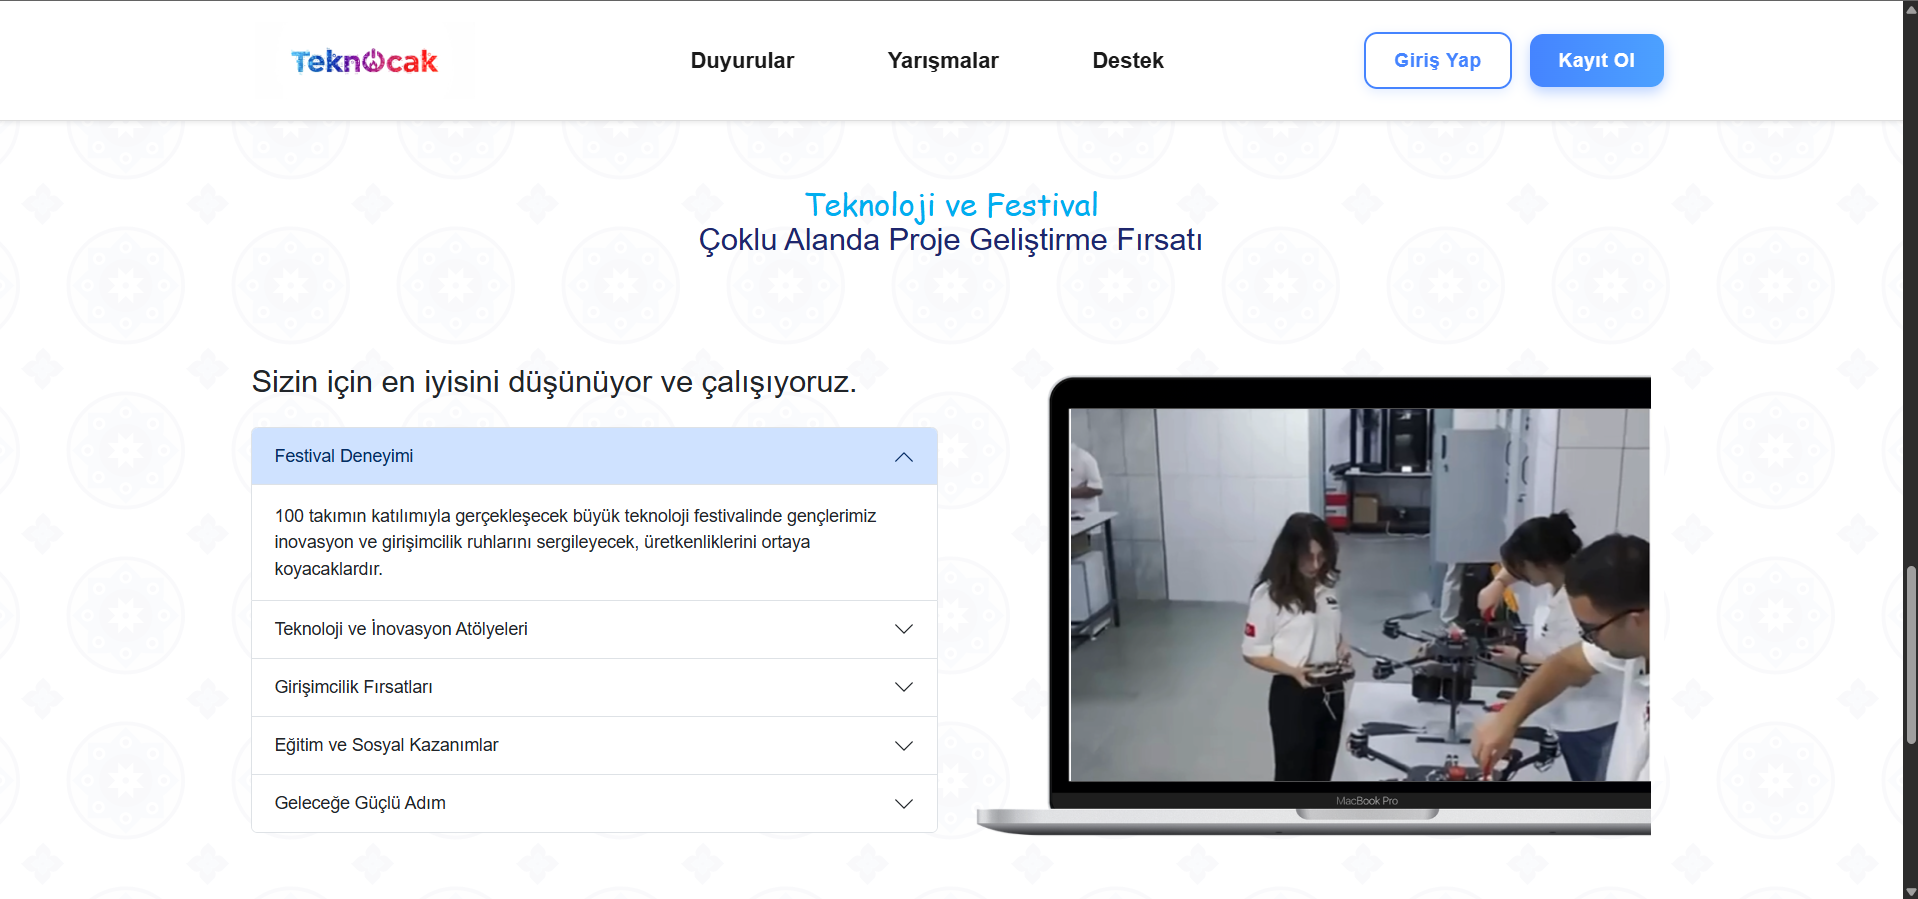 Teknocak
Duyurular
Yarışmalar
Destek
Giriş Yap
Kayıt Ol
Teknoloji ve Festival
Çoklu Alanda Proje Geliştirme Fırsatı
Sizin için en iyisini düşünüyor ve çalışıyoruz.
Festival Deneyimi
100 takımın katılımıyla gerçekleşecek büyük teknoloji festivalinde gençlerimiz
inovasyon ve girişimcilik ruhlarını sergileyecek, üretkenliklerini ortaya
koyacaklardır.
Teknoloji ve İnovasyon Atölyeleri
Girişimcilik Fırsatları
Eğitim ve Sosyal Kazanımlar
Geleceğe Güçlü Adım
MacBook Pro